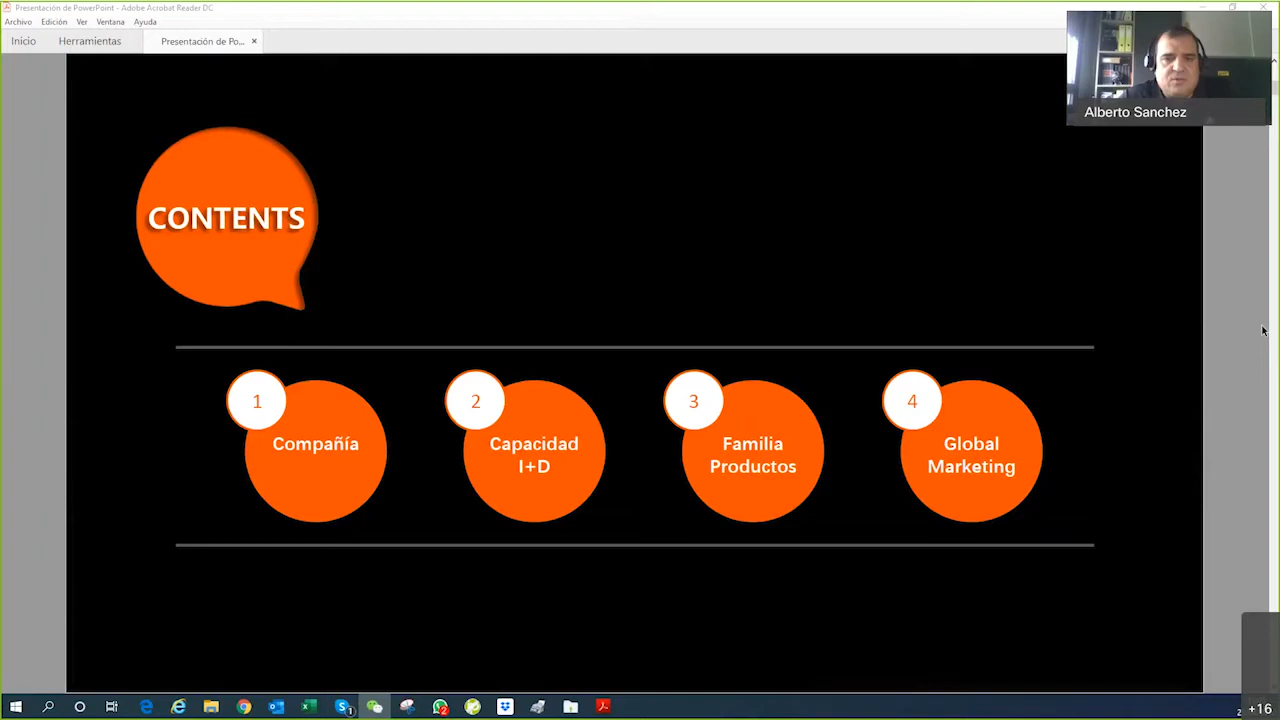 Presentación de PowerPoint - Adobe Acrobat Reader DC
Archivo Edición Ver Ventana Ayuda
Inicio Herramientas Presentación de Po... ×
Alberto Sanchez
CONTENTS
1 2 3 4
Compañía
Capacidad
I+D
Familia
Productos
Global
Marketing
2
+16